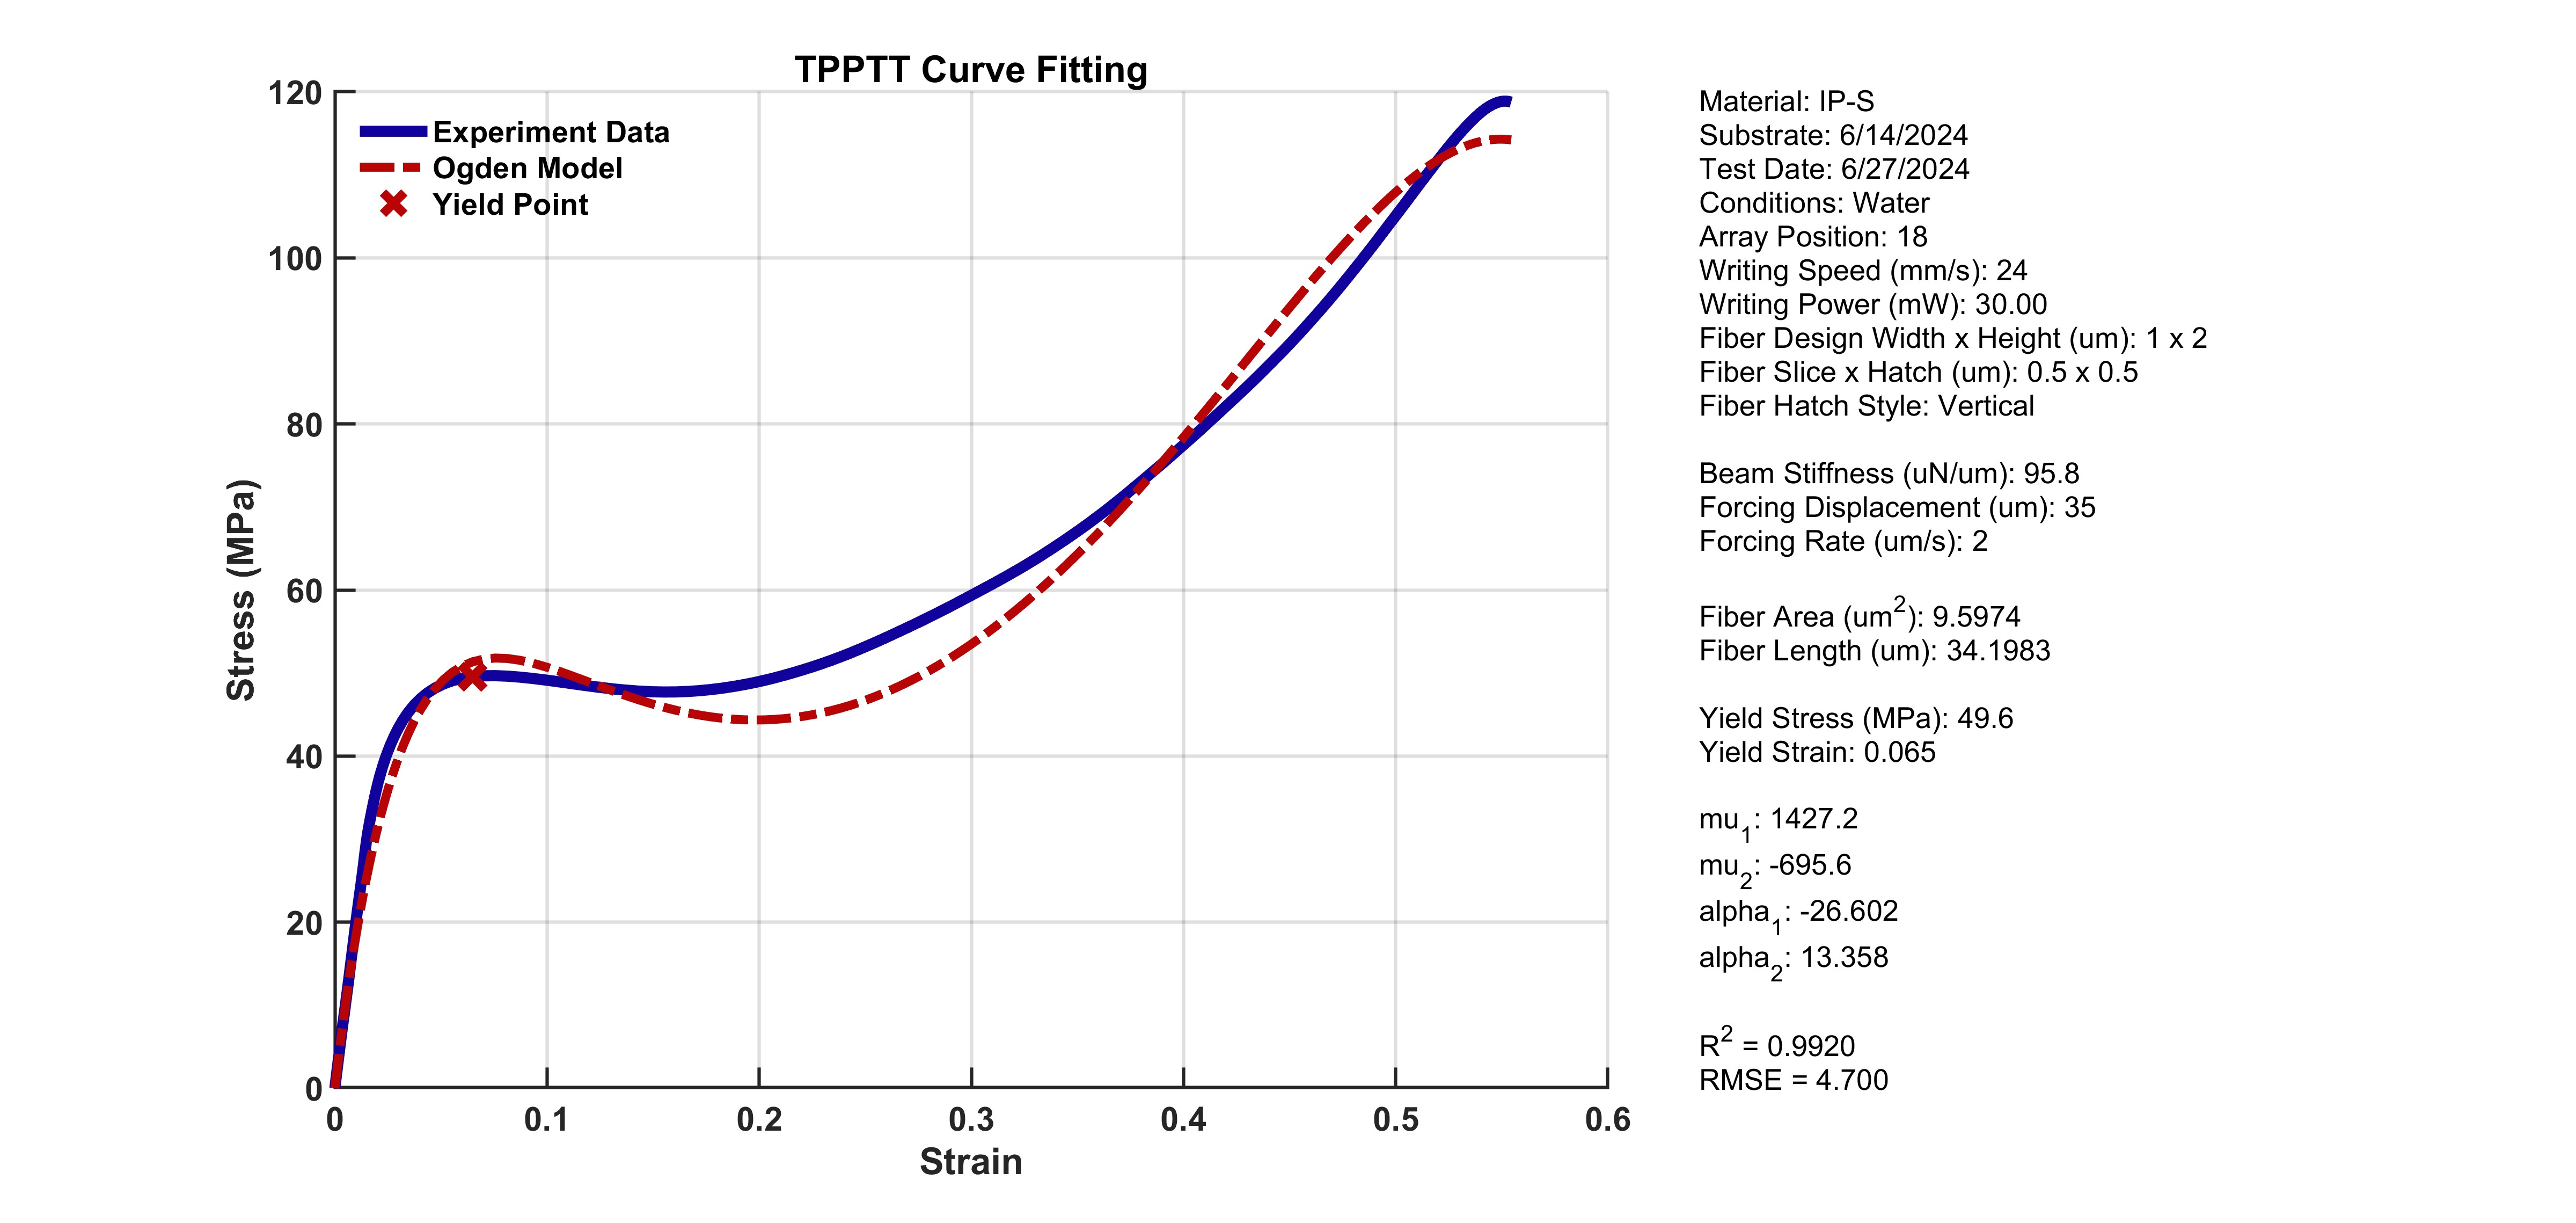 TPPTT Curve Fitting
120
100
80
60
40
20
0
Stress (MPa)
Experiment Data
Ogden Model
Yield Point
0 0.1 0.2 0.3 0.4 0.5 0.6
Strain
Material: IP-S
Substrate: 6/14/2024
Test Date: 6/27/2024
Conditions: Water
Array Position: 18
Writing Speed (mm/s): 24
Writing Power (mW): 30.00
Fiber Design Width x Height (um): 1 x 2
Fiber Slice x Hatch (um): 0.5 x 0.5
Fiber Hatch Style: Vertical
Beam Stiffness (uN/um): 95.8
Forcing Displacement (um): 35
Forcing Rate (um/s): 2
Fiber Area (um²): 9.5974
Fiber Length (um): 34.1983
Yield Stress (MPa): 49.6
Yield Strain: 0.065
mu₁: 1427.2
mu₂: -695.6
alpha₁: -26.602
alpha₂: 13.358
R² = 0.9920
RMSE = 4.700